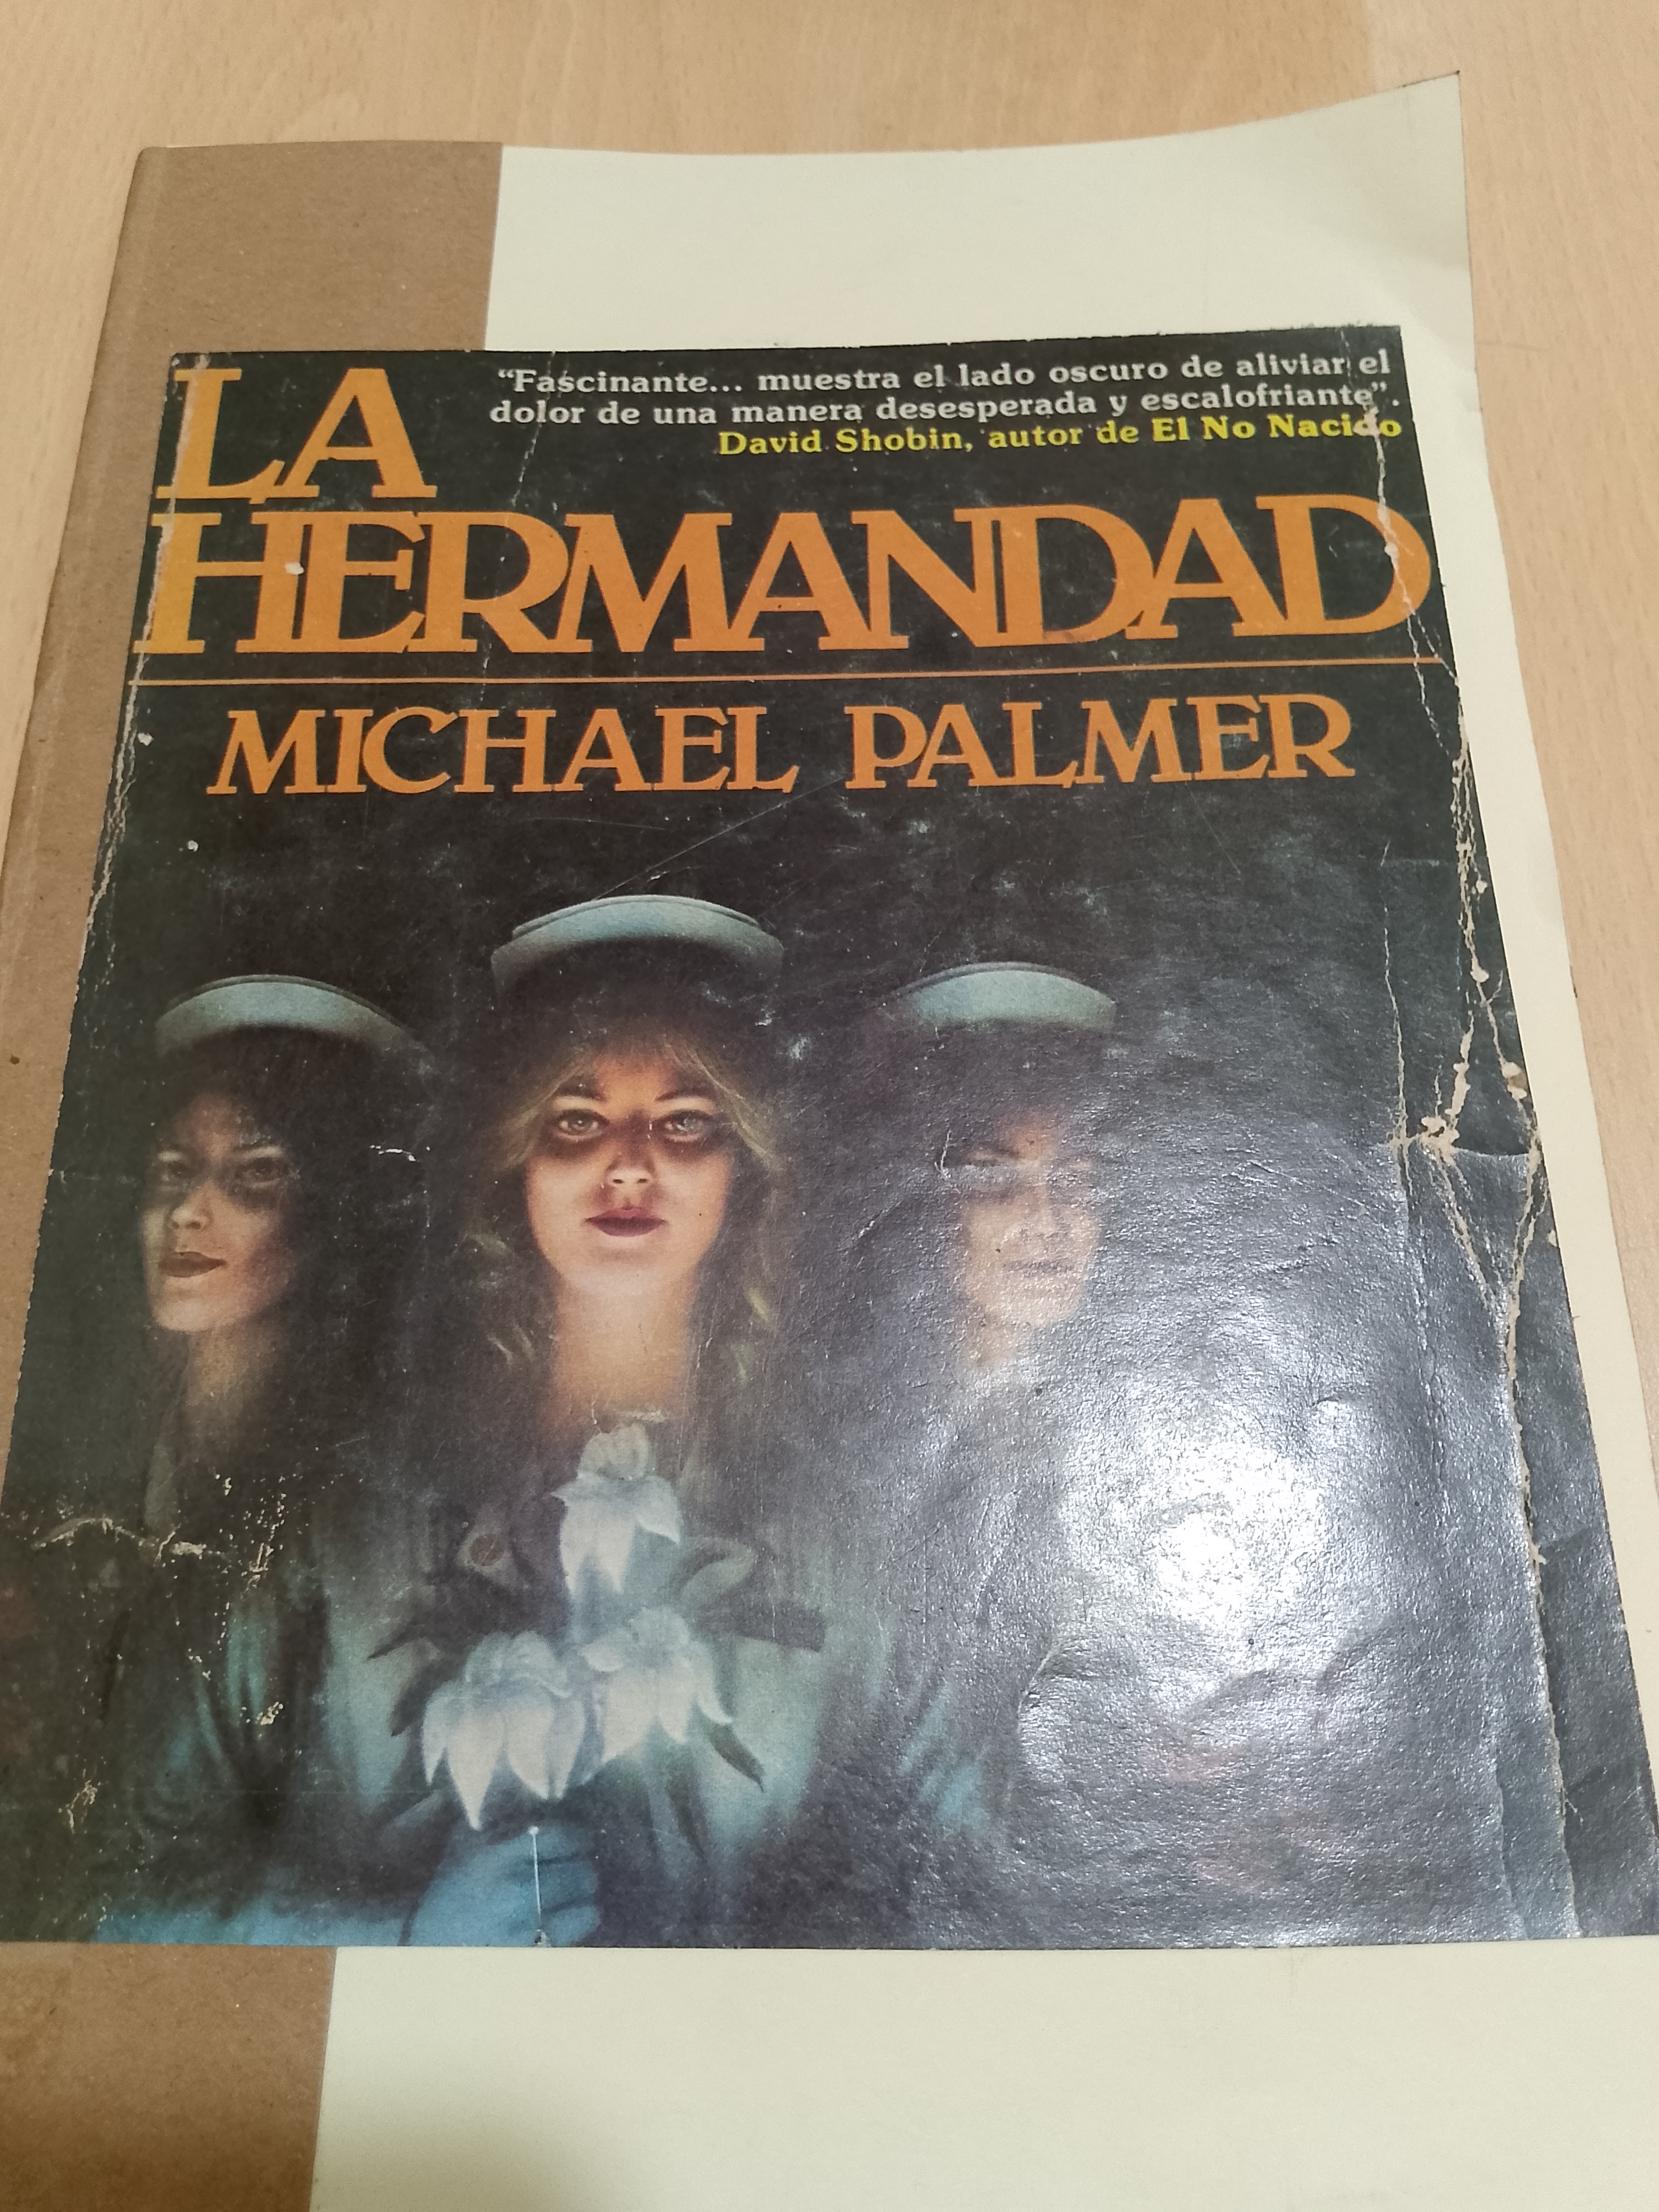 LA
“Fascinante... muestra el lado oscuro de aliviar el
dolor de una manera desesperada y escalofriante”.
David Shobin, autor de El No Nacido
HERMANDAD
MICHAEL PALMER